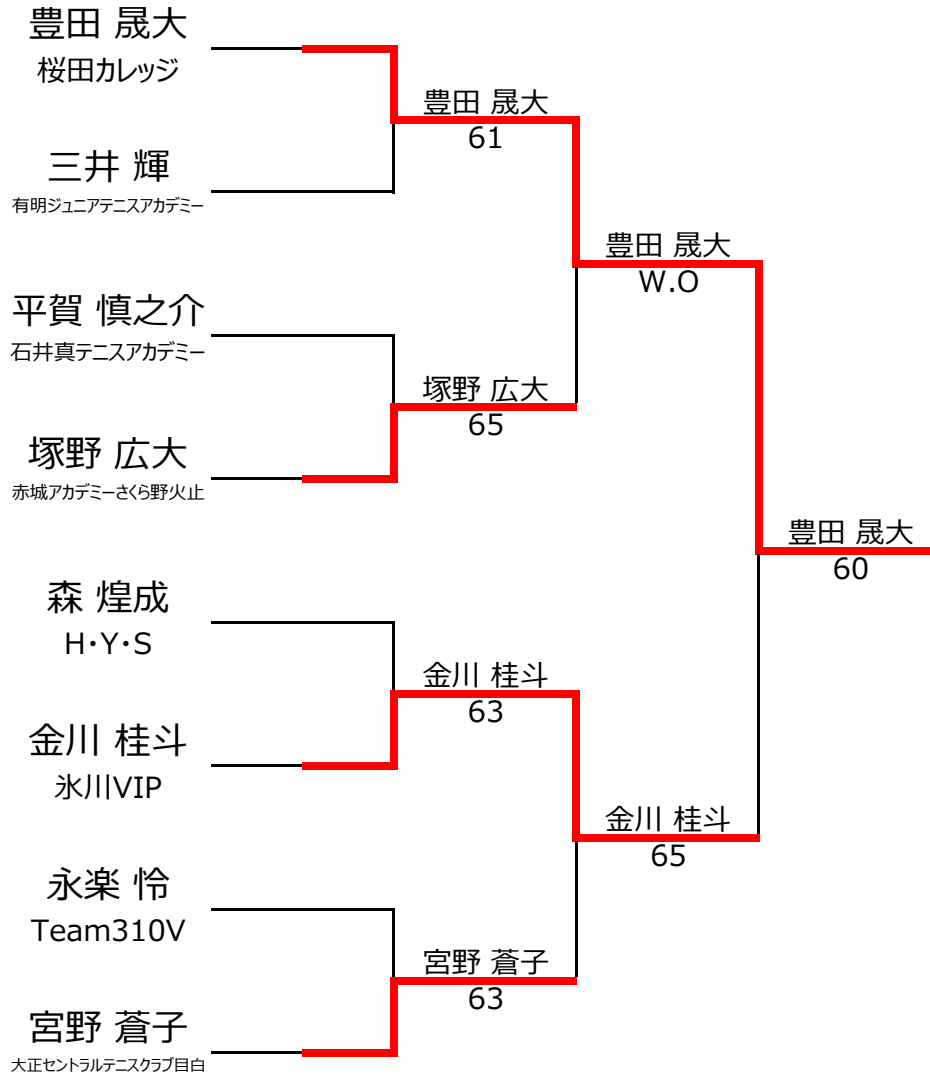 豊田 晟大
桜田カレッジ
豊田 晟大
61
三井 輝
有明ジュニアテニスアカデミー
豊田 晟大
W.O
平賀 慎之介
石井真テニスアカデミー
塚野 広大
65
塚野 広大
赤城アカデミーさくら野火止
豊田 晟大
60
森 煌成
H・Y・S
金川 桂斗
63
金川 桂斗
氷川VIP
金川 桂斗
65
永楽 怜
Team310V
宮野 蒼子
63
宮野 蒼子
大正セントラルテニスクラブ目白